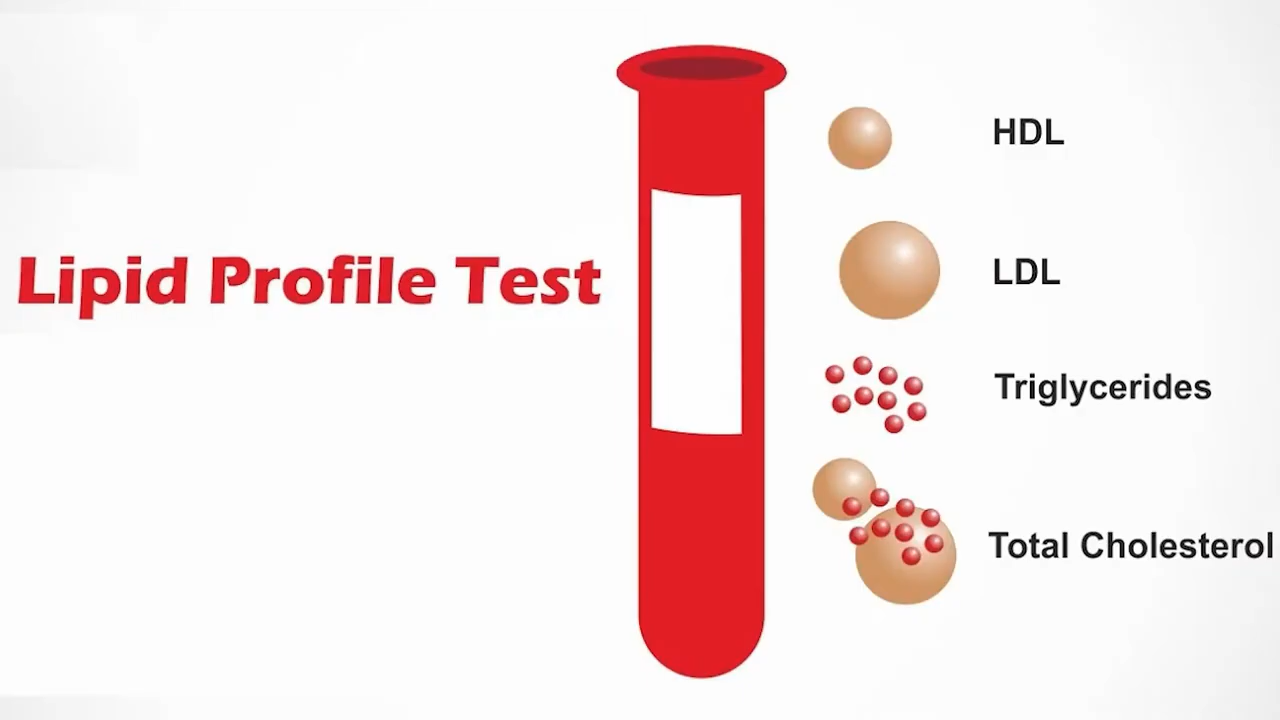 Lipid Profile Test
HDL
LDL
Triglycerides
Total Cholesterol